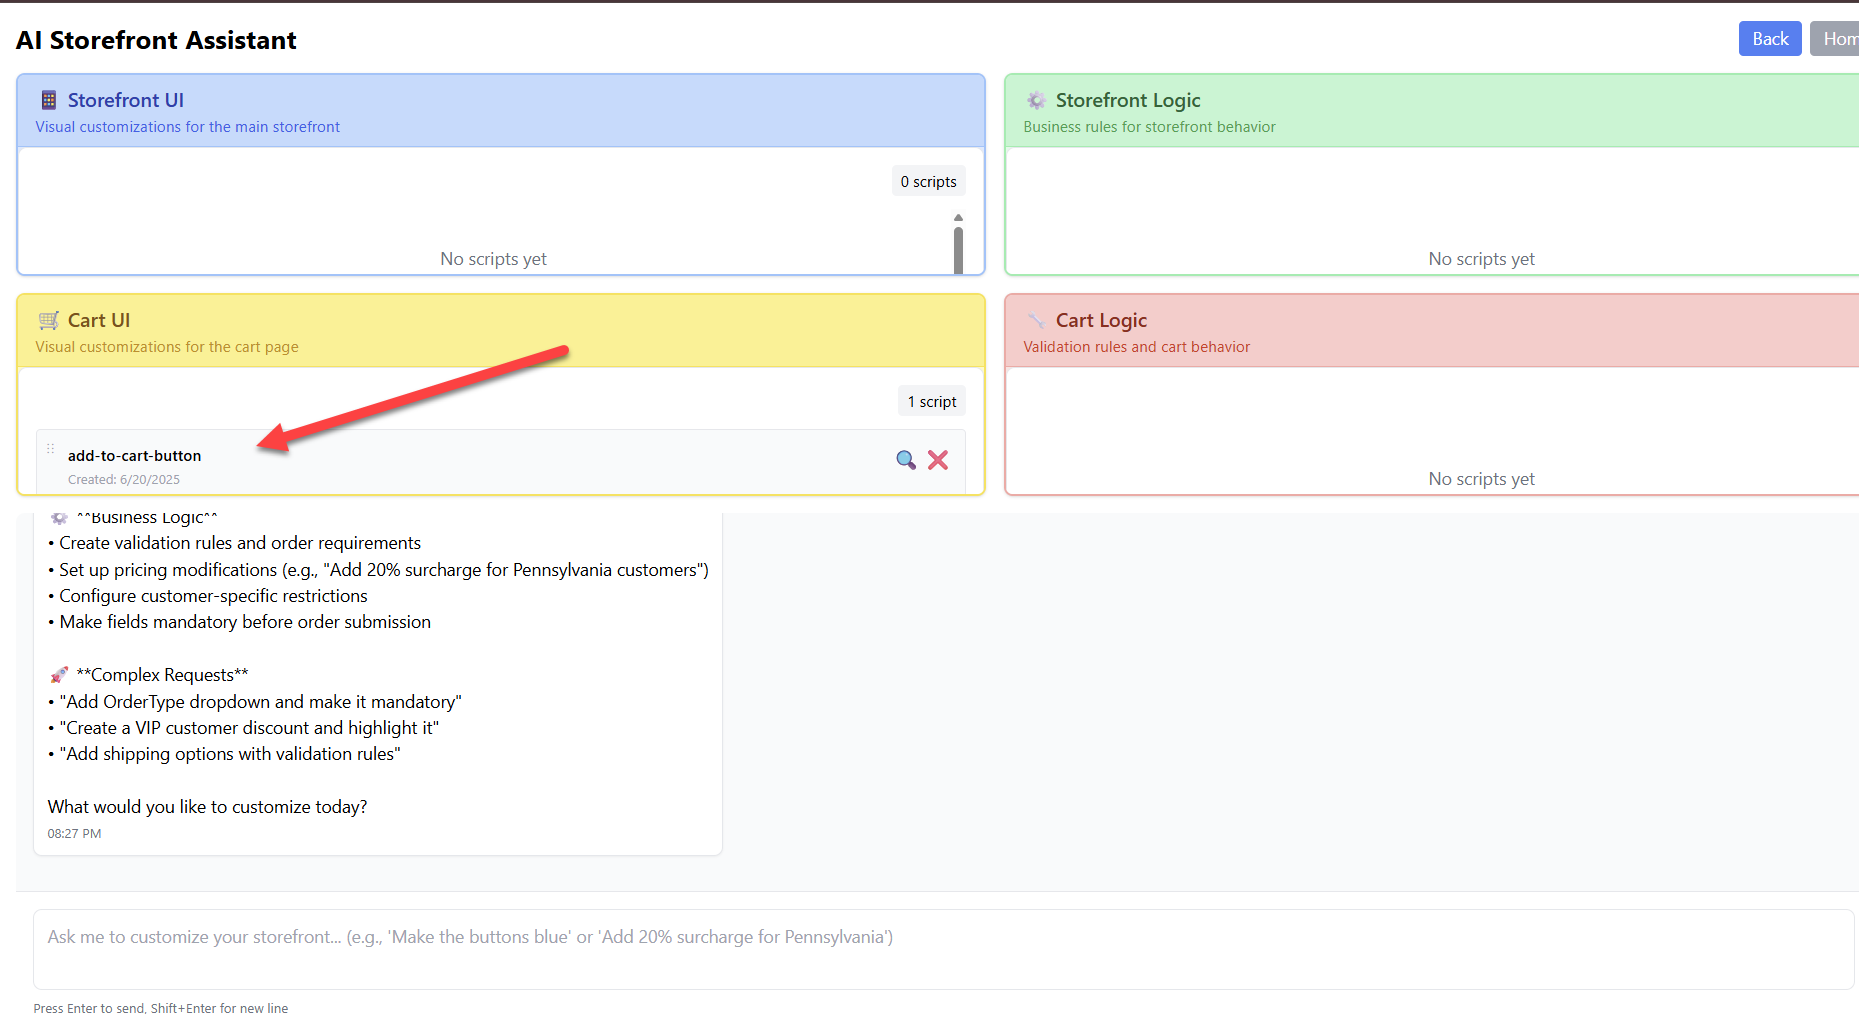 AI Storefront Assistant
Back
Hom
Storefront UI
Visual customizations for the main storefront
0 scripts
No scripts yet
Storefront Logic
Business rules for storefront behavior
No scripts yet
Cart UI
Visual customizations for the cart page
1 script
add-to-cart-button
Created: 6/20/2025
Cart Logic
Validation rules and cart behavior
No scripts yet
**Business Logic**
• Create validation rules and order requirements
• Set up pricing modifications (e.g., "Add 20% surcharge for Pennsylvania customers")
• Configure customer-specific restrictions
• Make fields mandatory before order submission
**Complex Requests**
• "Add OrderType dropdown and make it mandatory"
• "Create a VIP customer discount and highlight it"
• "Add shipping options with validation rules"
What would you like to customize today?
08:27 PM
Ask me to customize your storefront... (e.g., 'Make the buttons blue' or 'Add 20% surcharge for Pennsylvania')
Press Enter to send, Shift+Enter for new line